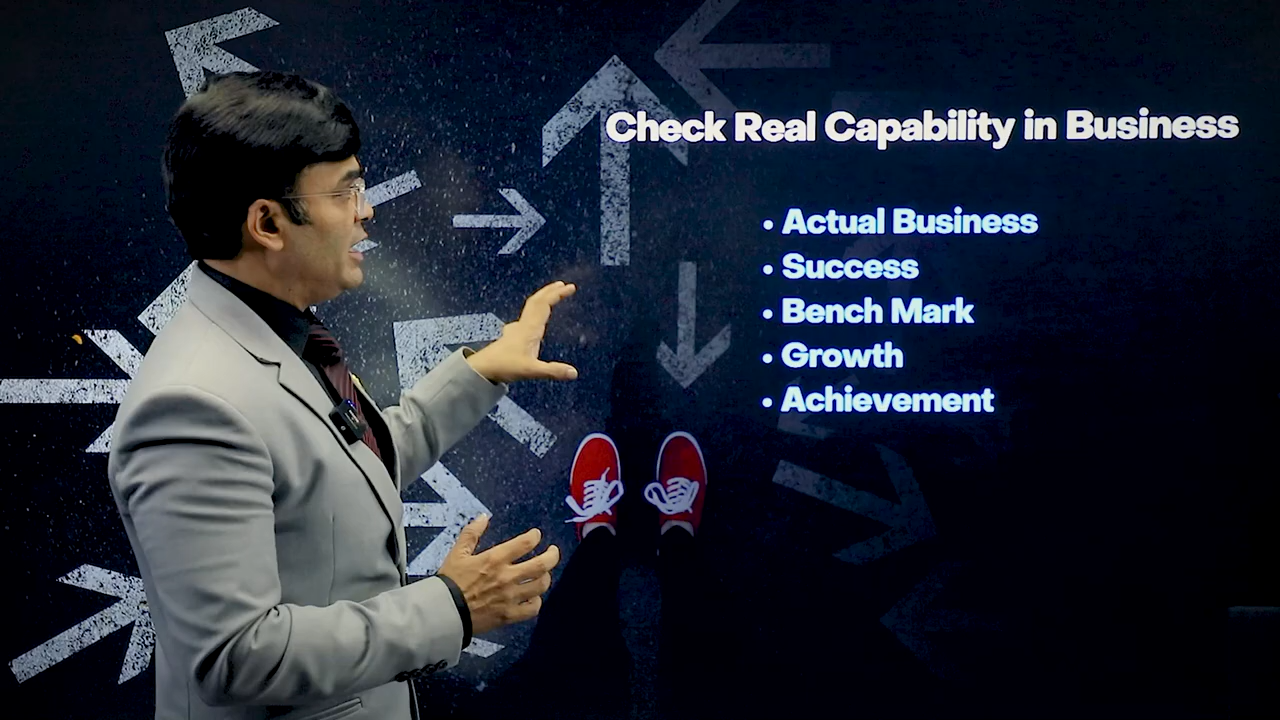 Check Real Capability in Business
• Actual Business
• Success
• Bench Mark
• Growth
• Achievement